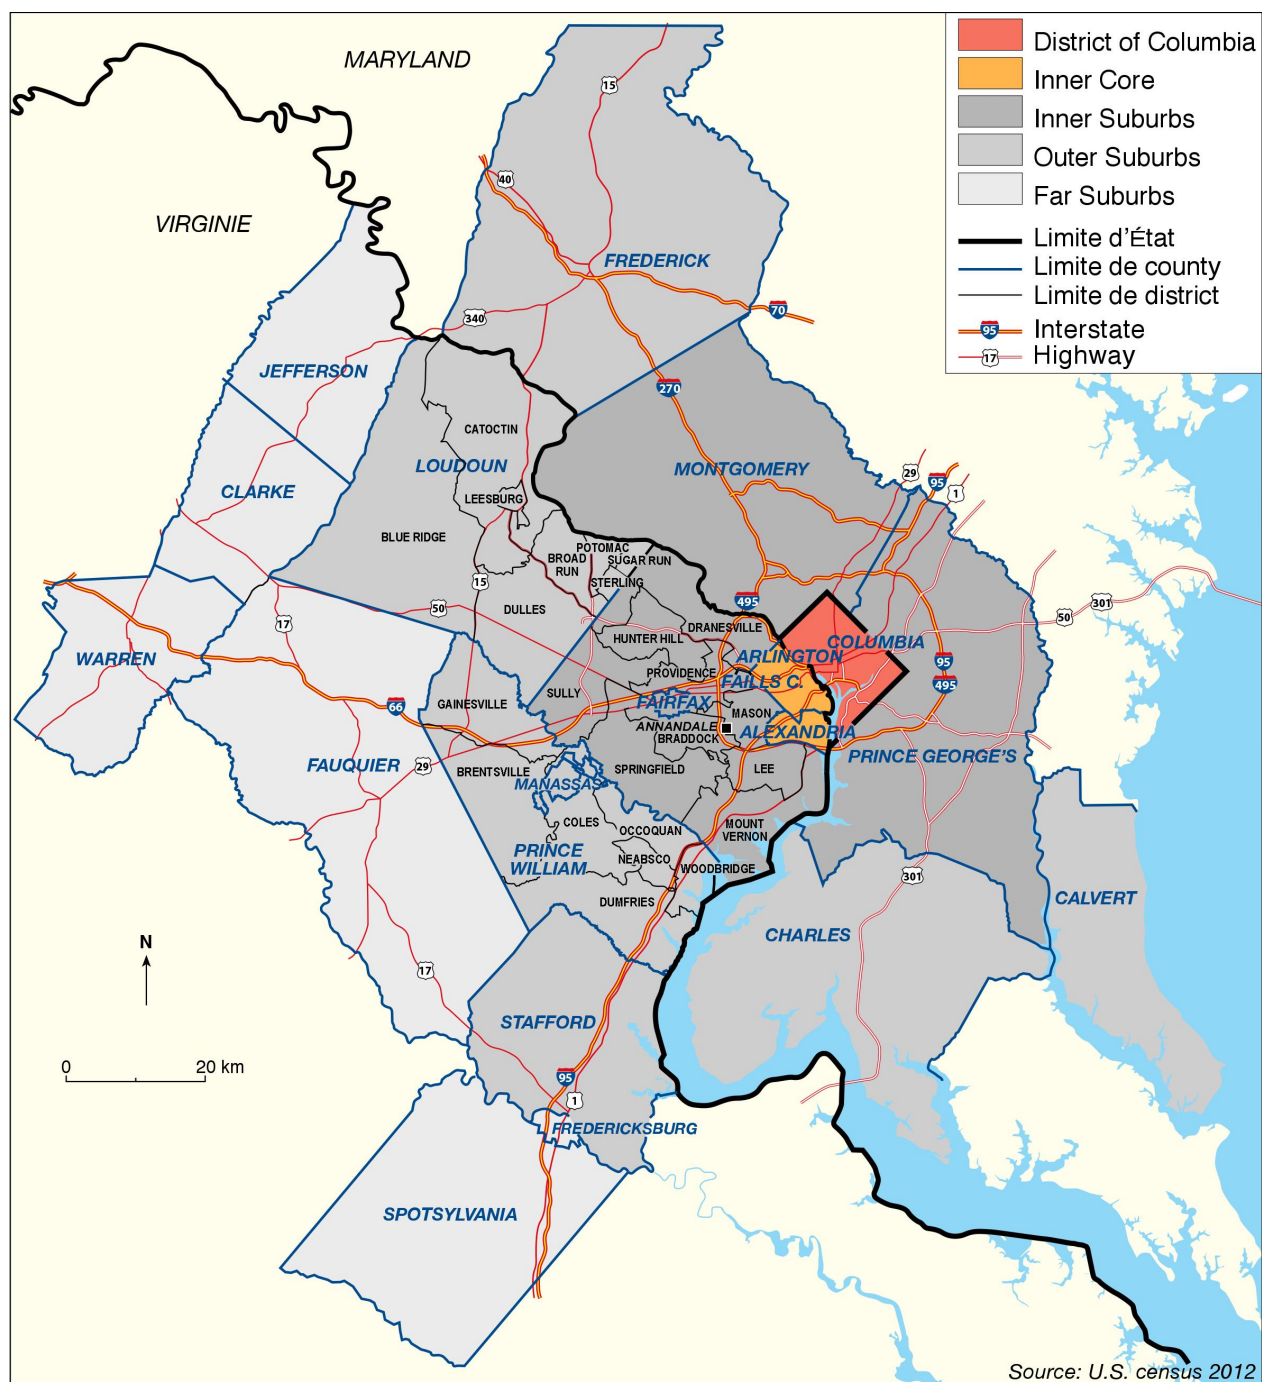 MARYLAND
VIRGINIE
District of Columbia
Inner Core
Inner Suburbs
Outer Suburbs
Far Suburbs
Limite d'État
Limite de county
Limite de district
95
Interstate
17
Highway
15
40
FREDERICK
70
340
270
JEFFERSON
CATOCTIN
LOUDOUN
MONTGOMERY
29
95
1
CLARKE
LEESBURG
BLUE RIDGE
POTOMAC
BROAD
RUN
SUGAR RUN
STERLING
15
50
DULLES
495
301
50
17
DRANESVILLE
HUNTER HILL
COLUMBIA
WARREN
ARLINGTON
95
PROVIDENCE
FAILLS C.
495
SULLY
GAINESVILLE
FAIRFAX
66
MASON
ANNANDALE
BRADDOCK
ALEXANDRIA
PRINCE GEORGE'S
FAUQUIER
29
BRENTSVILLE
SPRINGFIELD
LEE
MANASSAS
COLES
OCCOQUAN
MOUNT
VERNON
PRINCE
WILLIAM
NEABSCO
WOODBRIDGE
301
DUMFRIES
CALVERT
CHARLES
N
17
STAFFORD
0
20 km
95
1
FREDERICKSBURG
SPOTSYLVANIA
Source: U.S. census 2012